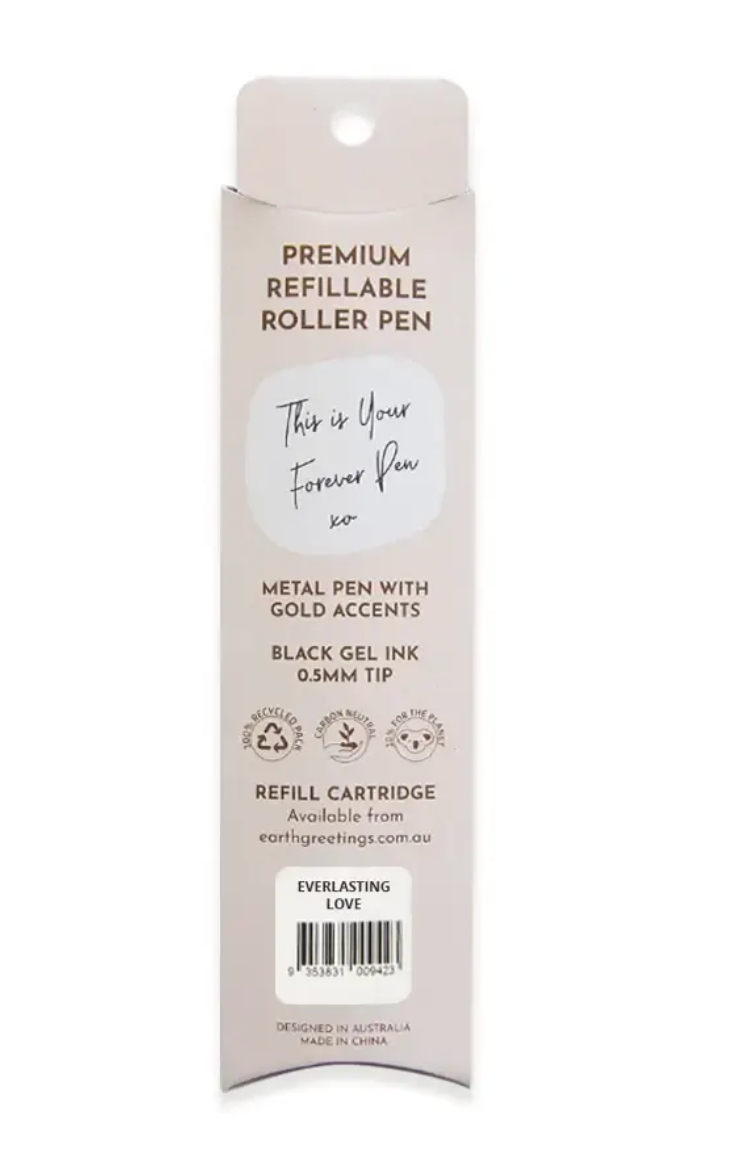 PREMIUM
REFILLABLE
ROLLER PEN
This is Your
Forever Pen
xo
METAL PEN WITH
GOLD ACCENTS
BLACK GEL INK
0.5MM TIP
100% RECYCLED PACK
CARBON NEUTRAL
10% FOR THE PLANET
REFILL CARTRIDGE
Available from
earthgreetings.com.au
EVERLASTING
LOVE
9 353831 009423
DESIGNED IN AUSTRALIA
MADE IN CHINA